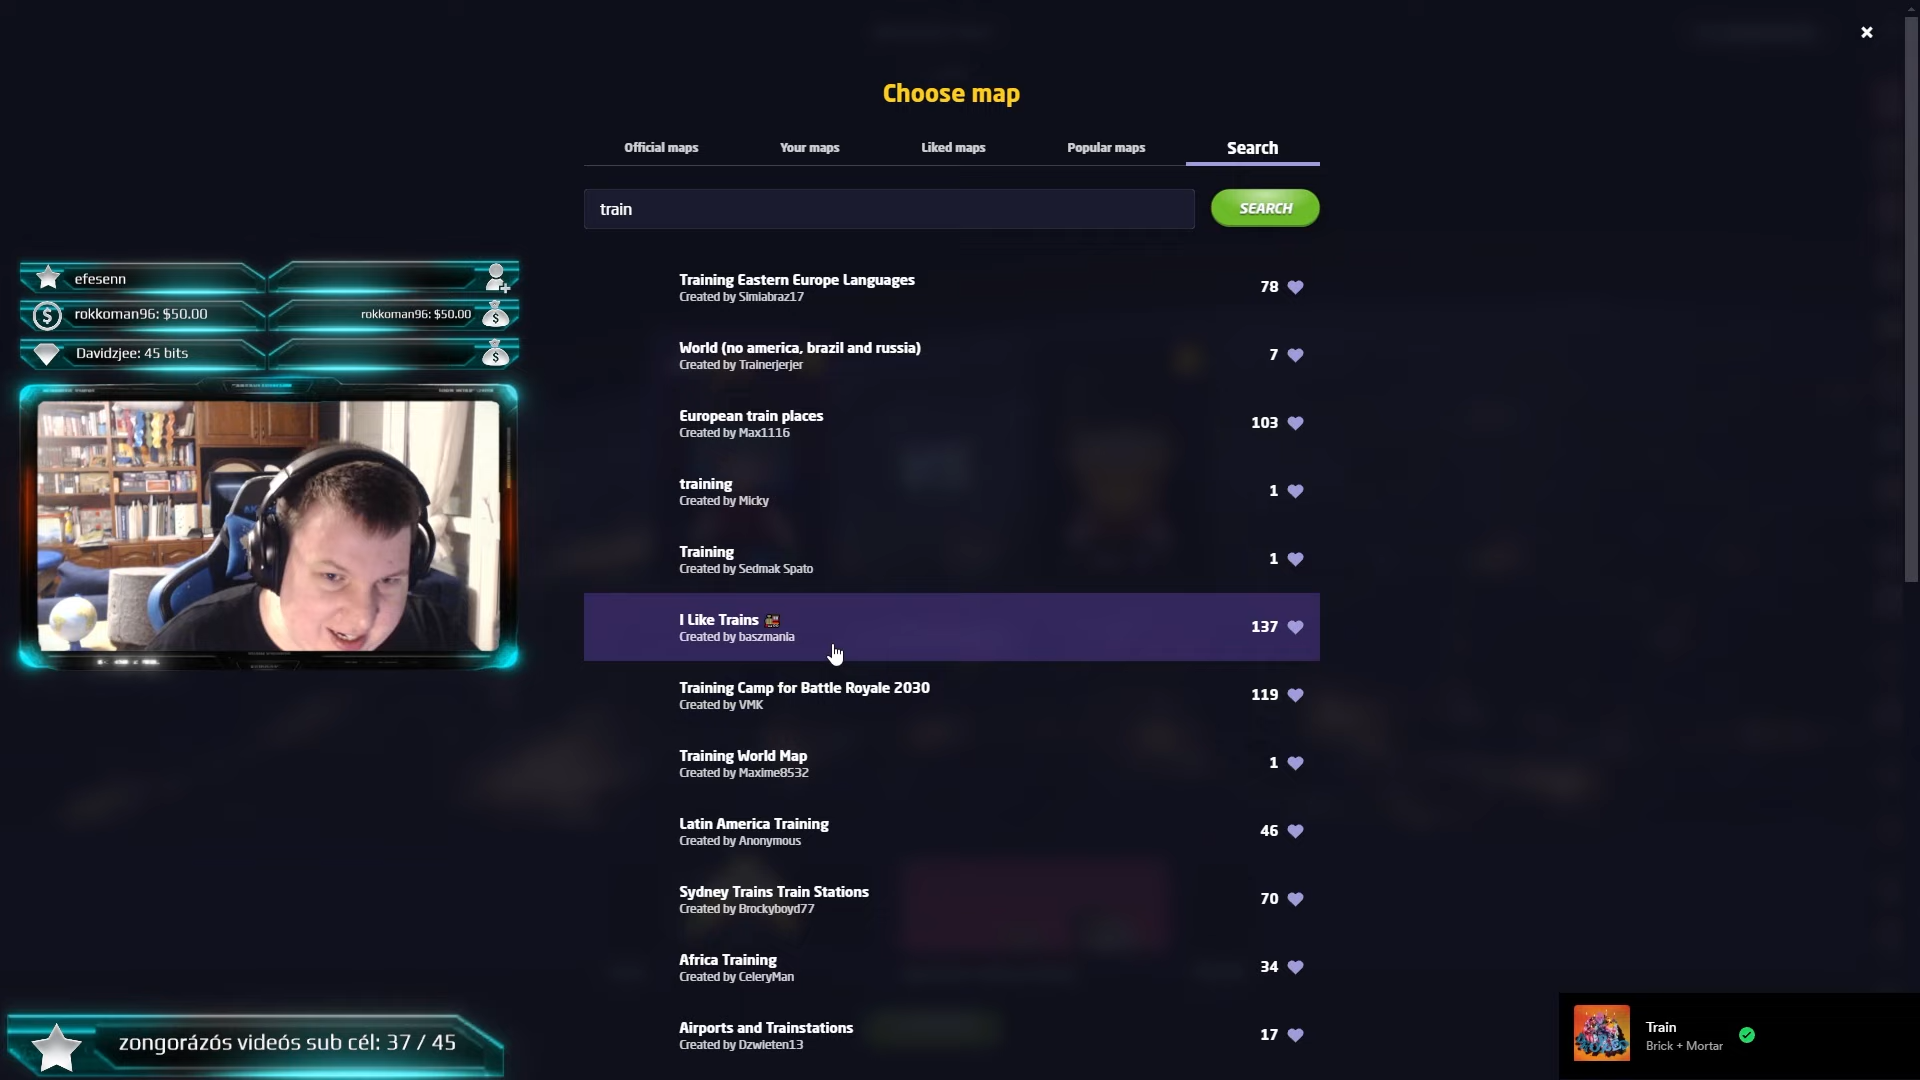 Choose map
Official maps
Your maps
Liked maps
Popular maps
Search
train
SEARCH
efesenn
rokkoman96: $50.00
rokkoman96: $50.00
Davidzjee: 45 bits
Training Eastern Europe Languages
Created by Simlabraz17
78
World (no america, brazil and russia)
Created by Trainerjerjer
7
European train places
Created by Max1116
103
training
Created by Micky
1
Training
Created by Sedmak Spato
1
I Like Trains 🚂
Created by baszmania
137
Training Camp for Battle Royale 2030
Created by VMK
119
Training World Map
Created by Maxime8532
1
Latin America Training
Created by Anonymous
46
Sydney Trains Train Stations
Created by Brockyboyd77
70
Africa Training
Created by CeleryMan
34
Airports and Trainstations
Created by Dzwieten13
17
zongorázós videós sub cél: 37 / 45
Train
Brick + Mortar